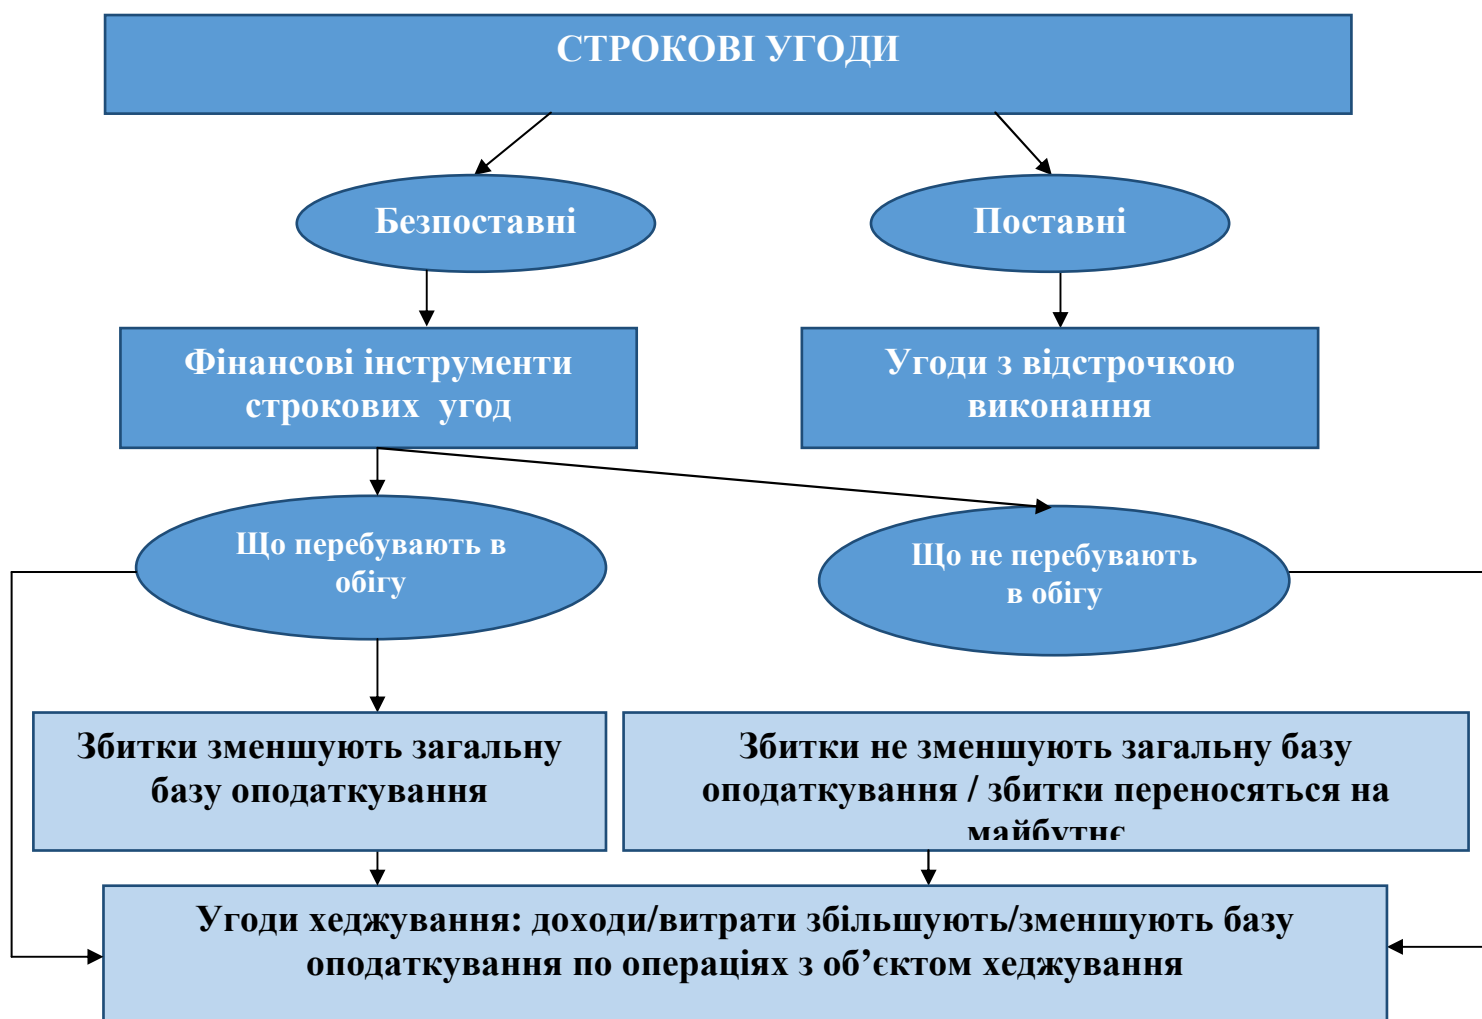 СТРОКОВІ УГОДИ
Безпоставні
Поставні
Фінансові інструменти
строкових угод
Угоди з відстрочкою
виконання
Що перебувають в
обігу
Що не перебувають
в обігу
Збитки зменшують загальну
базу оподаткування
Збитки не зменшують загальну базу
оподаткування / збитки переносяться на
майбутнє
Угоди хеджування: доходи/витрати збільшують/зменшують базу
оподаткування по операціях з об’єктом хеджування